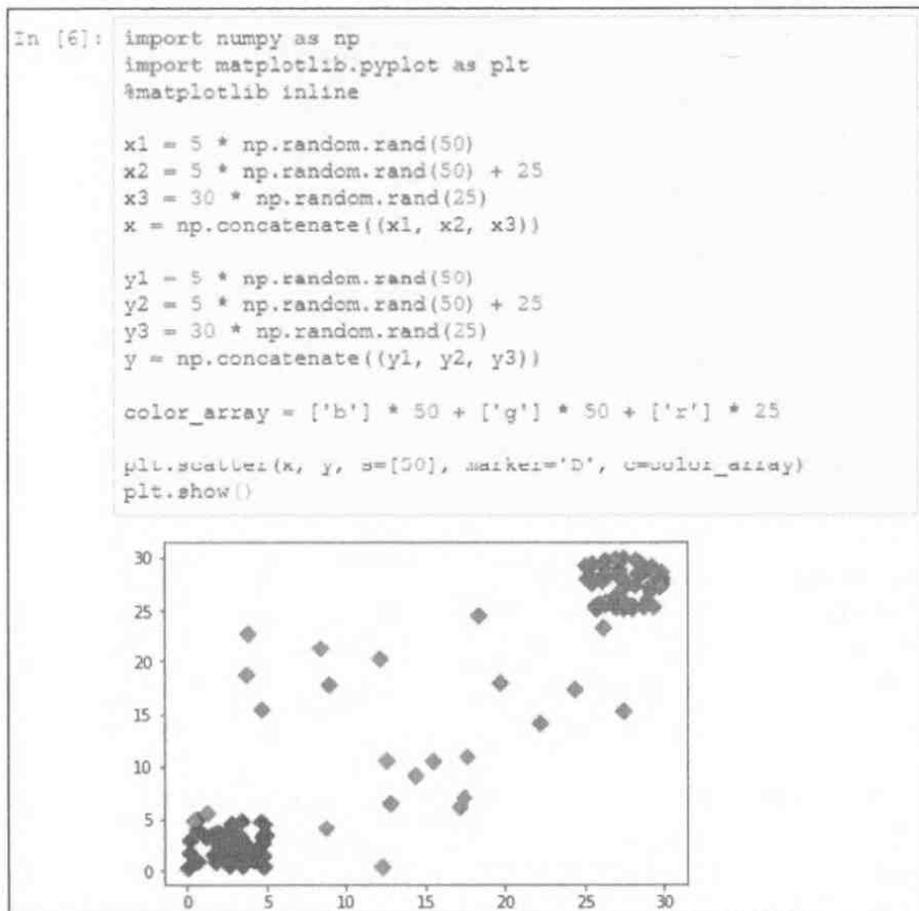 In [6]: import numpy as np
import matplotlib.pyplot as plt
%matplotlib inline
x1 = 5 * np.random.rand(50)
x2 = 5 * np.random.rand(50) + 25
x3 = 30 * np.random.rand(25)
x = np.concatenate((x1, x2, x3))
y1 = 5 * np.random.rand(50)
y2 = 5 * np.random.rand(50) + 25
y3 = 30 * np.random.rand(25)
y = np.concatenate((y1, y2, y3))
color_array = ['b'] * 50 + ['g'] * 50 + ['r'] * 25
plt.scatter(x, y, s=[50], marker='D', c=color_array)
plt.show()
30
25
20
15
10
5
0
0 5 10 15 20 25 30